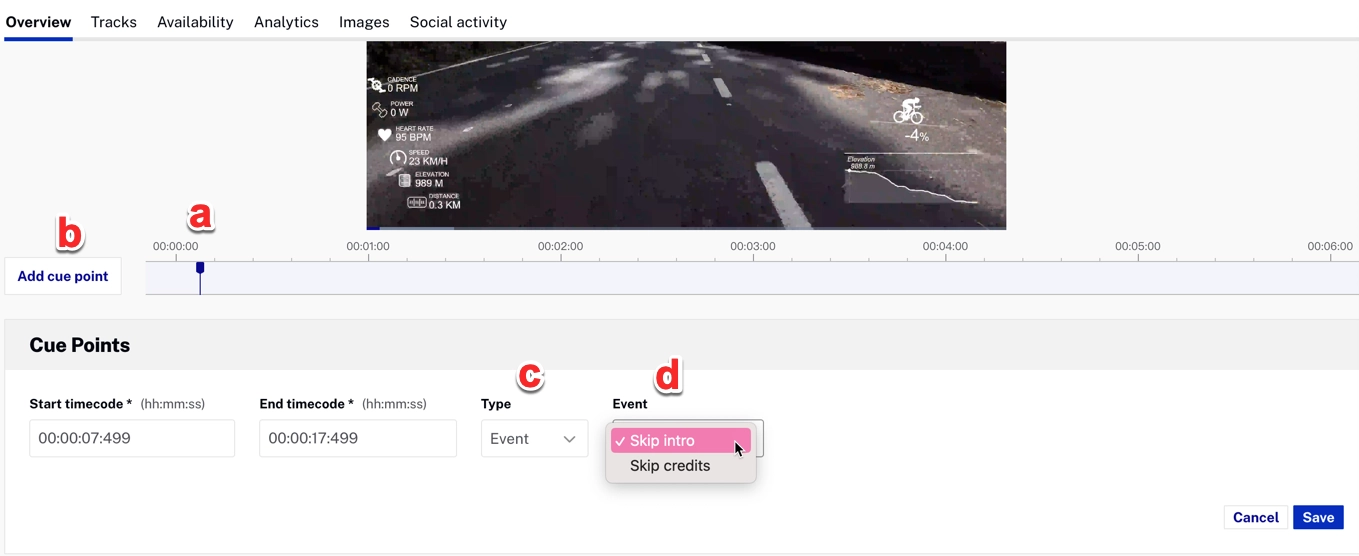 Overview Tracks Availability Analytics Images Social activity
CADENCE
0 RPM
POWER
0 W
HEART RATE
95 BPM
SPEED
23 KM/H
ELEVATION
989 M
DISTANCE
0.3 KM
-4%
Elevation
988.8 m
b
a
00:00:00 00:01:00 00:02:00 00:03:00 00:04:00 00:05:00 00:06:00
Add cue point
Cue Points
c
d
Start timecode * (hh:mm:ss) End timecode * (hh:mm:ss) Type Event
00:00:07:499 00:00:17:499 Event ✓ Skip intro
Skip credits
Cancel Save